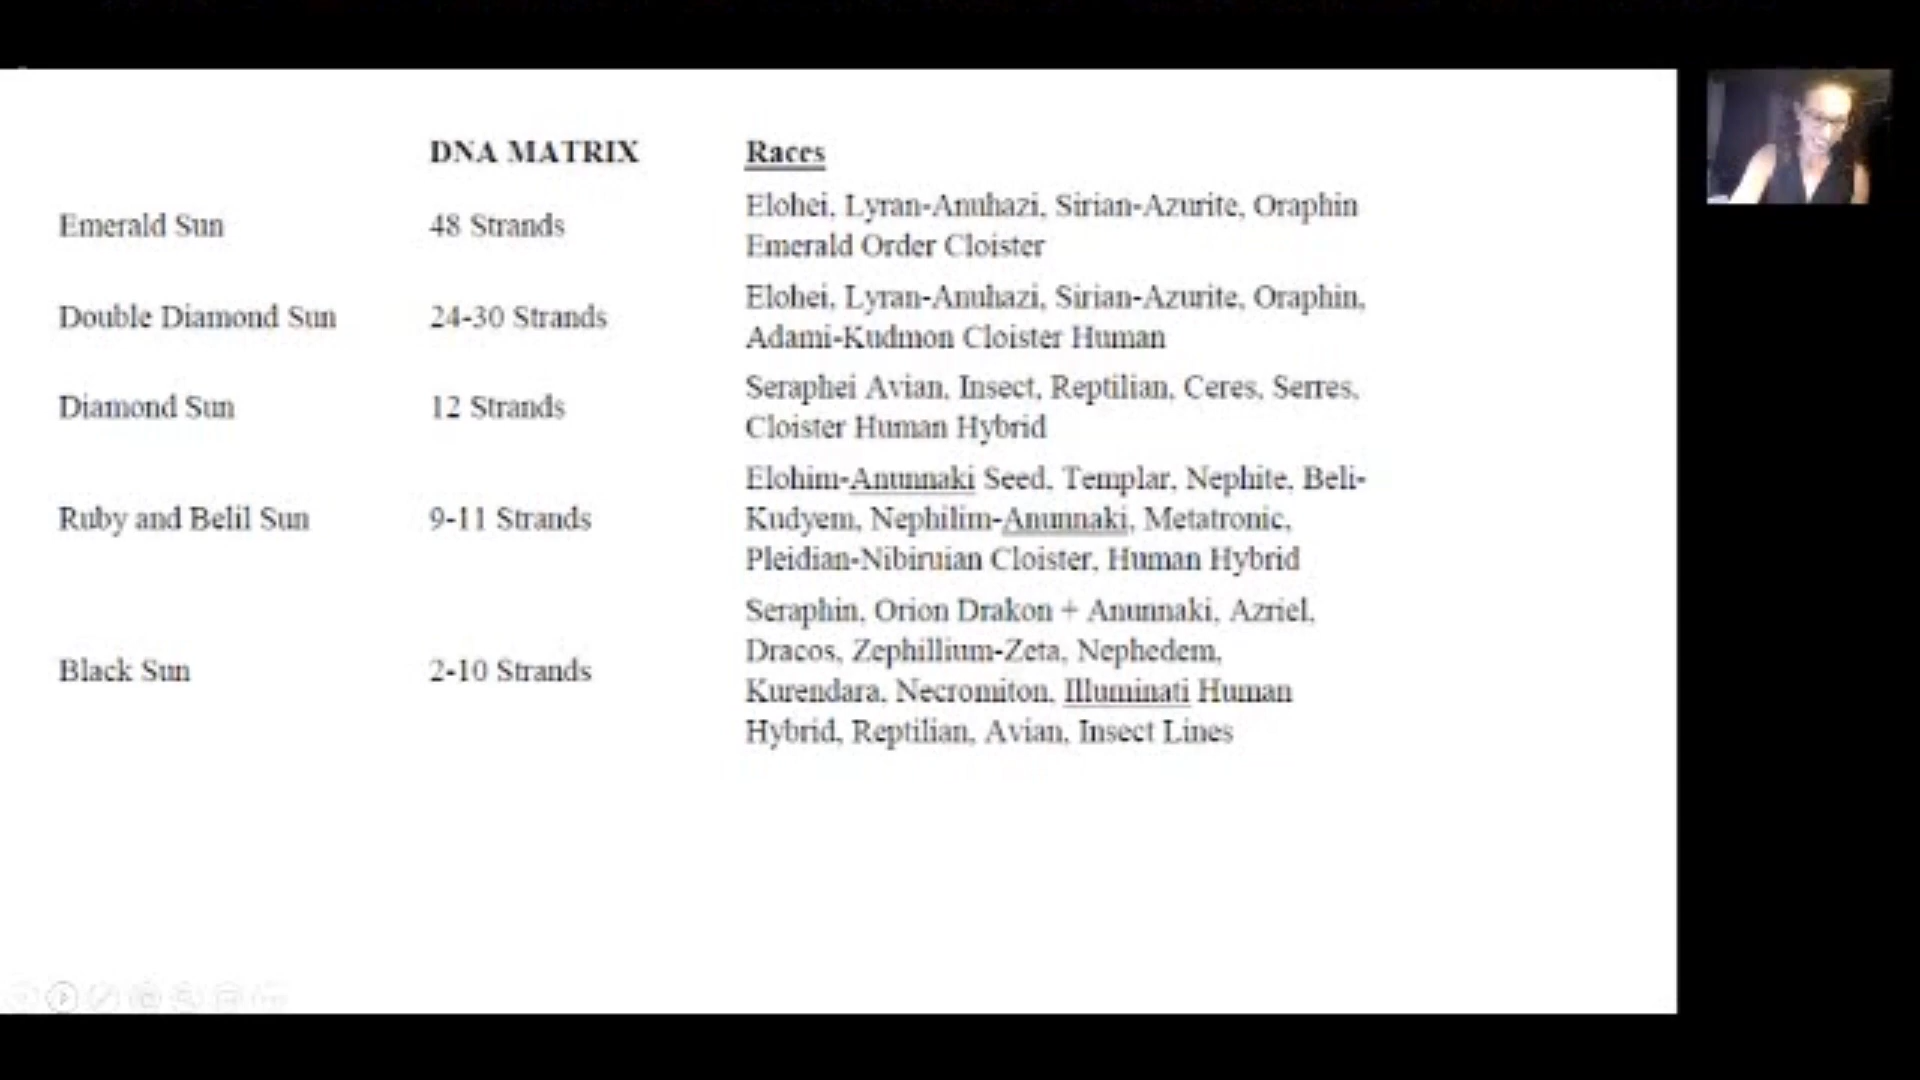 DNA MATRIX Races
Emerald Sun 48 Strands Elohei, Lyran-Anuhazi, Sirian-Azurite, Oraphin
Emerald Order Cloister
Double Diamond Sun 24-30 Strands Elohei, Lyran-Anuhazi, Sirian-Azurite, Oraphin,
Adami-Kudmon Cloister Human
Diamond Sun 12 Strands Seraphei Avian, Insect, Reptilian, Ceres, Serres,
Cloister Human Hybrid
Elohim-Anunnaki Seed, Templar, Nephite, Beli-
Ruby and Belil Sun 9-11 Strands Kudyem, Nephilim-Anunnaki, Metatronic,
Pleidian-Nibiruian Cloister, Human Hybrid
Seraphin, Orion Drakon + Anunnaki, Azriel,
Dracos, Zephillium-Zeta, Nephedem,
Black Sun 2-10 Strands
Kurendara, Necromiton, Illuminati Human
Hybrid, Reptilian, Avian, Insect Lines